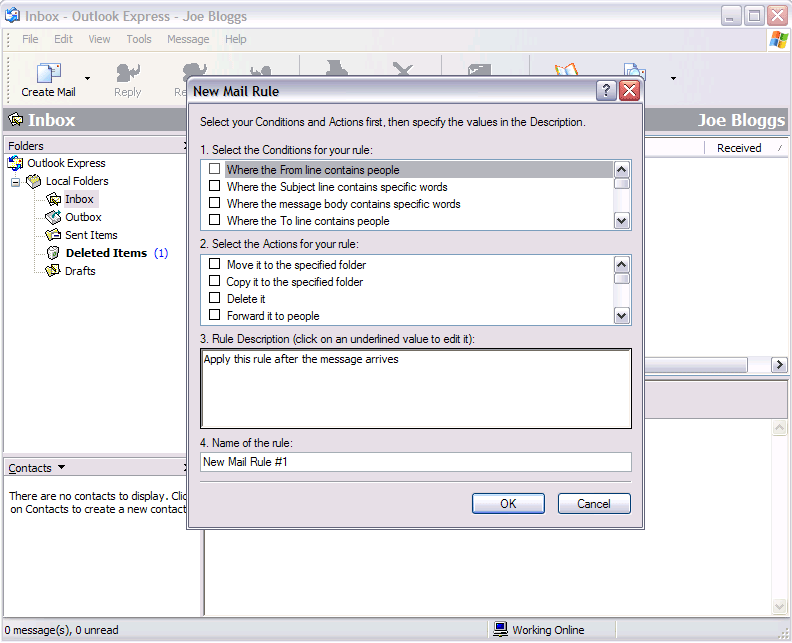 Inbox - Outlook Express - Joe Bloggs
File Edit View Tools Message Help
Create Mail
Reply
Inbox
Joe Bloggs
Folders
Outlook Express
Local Folders
Inbox
Outbox
Sent Items
Deleted Items (1)
Drafts
Contacts
There are no contacts to display. Clic
on Contacts to create a new contact
Received
New Mail Rule
Select your Conditions and Actions first, then specify the values in the Description.
1. Select the Conditions for your rule:
Where the From line contains people
Where the Subject line contains specific words
Where the message body contains specific words
Where the To line contains people
2. Select the Actions for your rule:
Move it to the specified folder
Copy it to the specified folder
Delete it
Forward it to people
3. Rule Description (click on an underlined value to edit it):
Apply this rule after the message arrives
4. Name of the rule:
New Mail Rule #1
OK
Cancel
0 message(s), 0 unread
Working Online